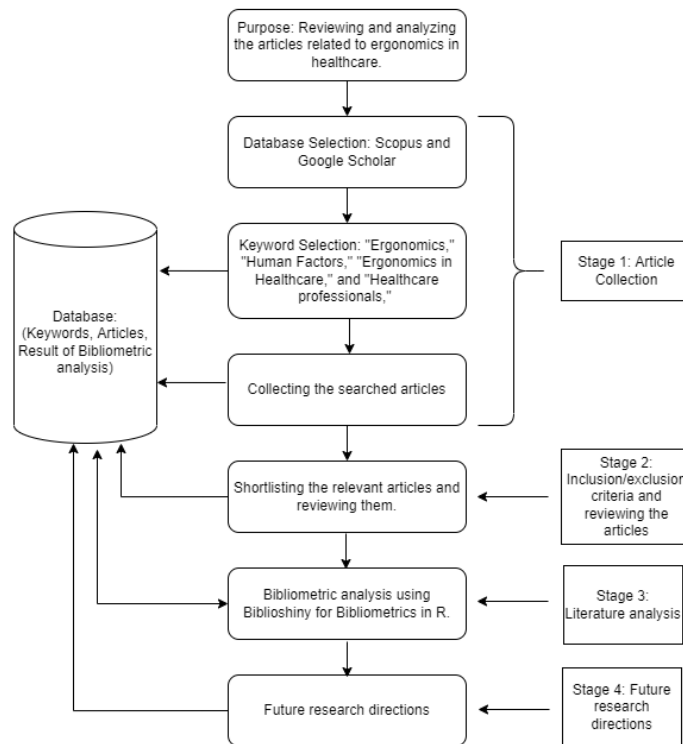 Purpose: Reviewing and analyzing
the articles related to ergonomics in
healthcare.
Database Selection: Scopus and
Google Scholar
Keyword Selection: "Ergonomics,"
"Human Factors," "Ergonomics in
Healthcare," and "Healthcare
professionals,"
Stage 1: Article
Collection
Database:
(Keywords, Articles,
Result of Bibliometric
analysis)
Collecting the searched articles
Shortlisting the relevant articles and
reviewing them.
Stage 2:
Inclusion/exclusion
criteria and
reviewing the
articles
Bibliometric analysis using
Biblioshiny for Bibliometrics in R.
Stage 3:
Literature analysis
Future research directions
Stage 4: Future
research
directions